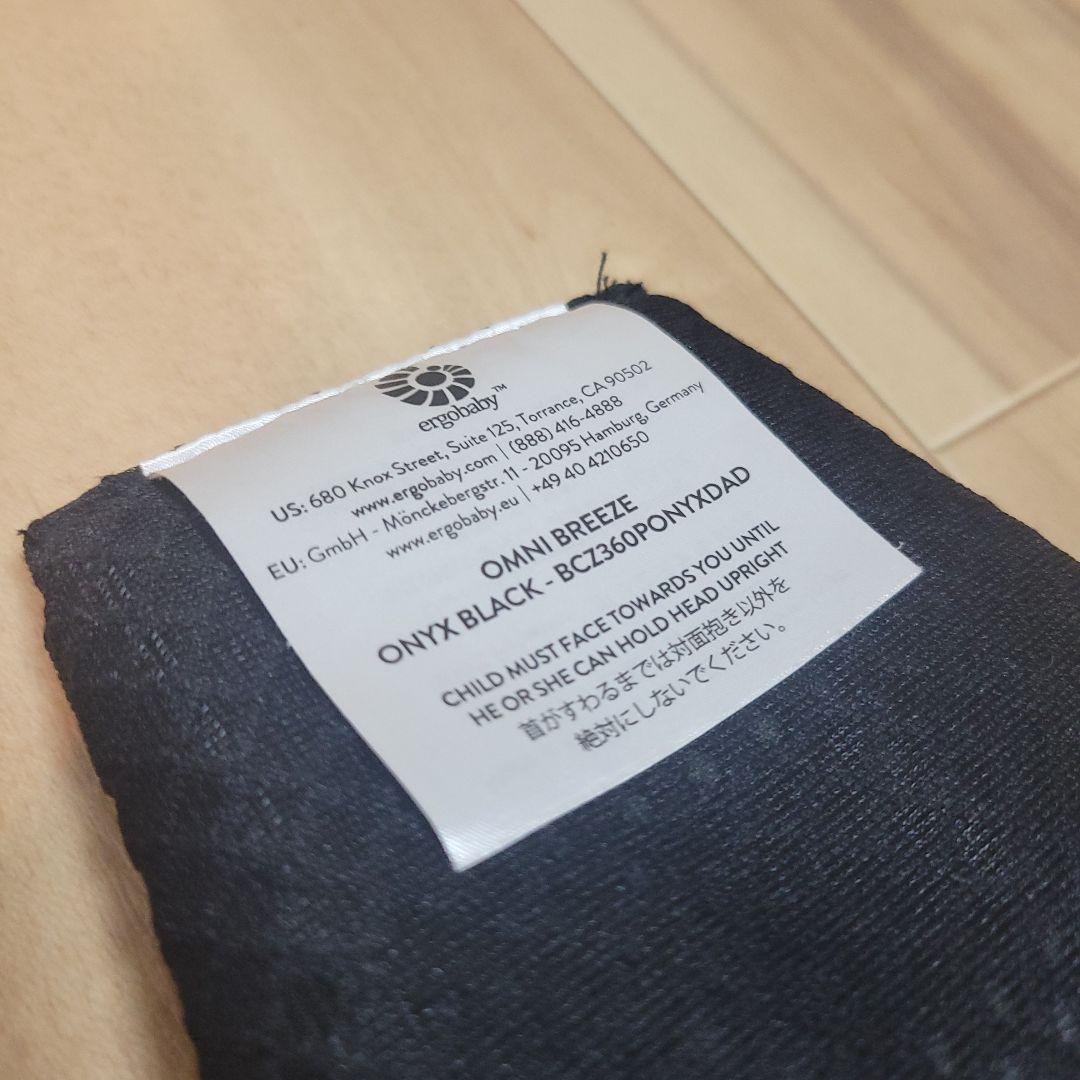 ergobaby™
US: 680 Knox Street, Suite 125, Torrance, CA 90502
www.ergobaby.com | (888) 416-4888
EU: GmbH - Mönckebergstr. 11 - 20095 Hamburg, Germany
www.ergobaby.eu | +49 40 4210650
OMNI BREEZE
ONYX BLACK - BCZ360PONYXDAD
CHILD MUST FACE TOWARDS YOU UNTIL
HE OR SHE CAN HOLD HEAD UPRIGHT
首がすわるまでは対面抱き以外を
絶対にしないでください。